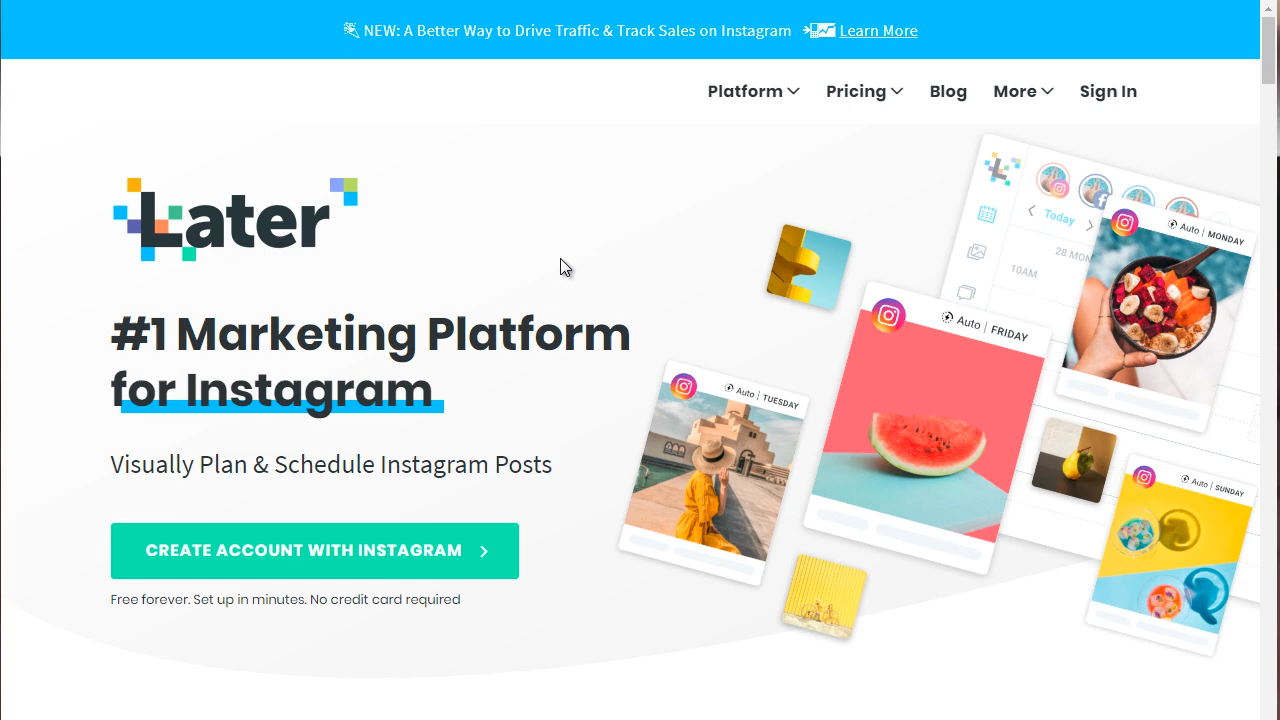 NEW: A Better Way to Drive Traffic & Track Sales on Instagram Learn More
Platform Pricing Blog More Sign In
Later
#1 Marketing Platform
for Instagram
Visually Plan & Schedule Instagram Posts
CREATE ACCOUNT WITH INSTAGRAM
Free forever. Set up in minutes. No credit card required
Today
28 MON
10AM
Auto | MONDAY
Auto | FRIDAY
Auto | TUESDAY
Auto | SUNDAY